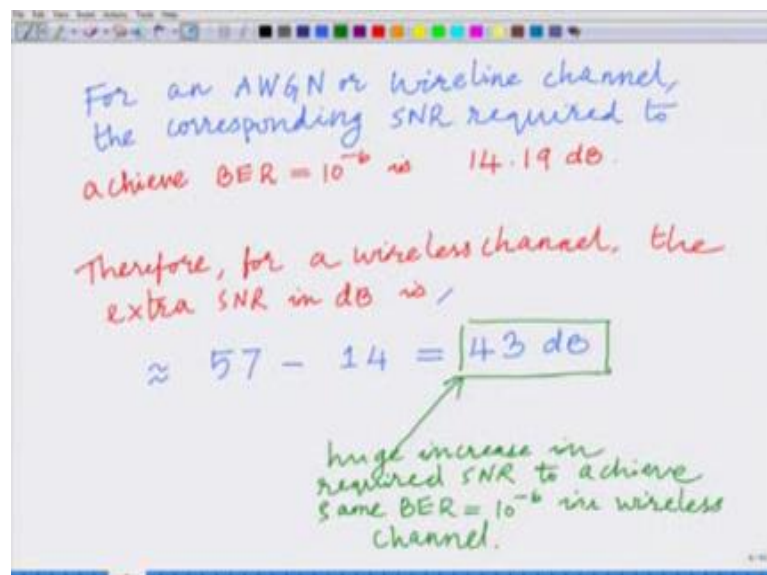 For an AWGN or wireline channel,
the corresponding SNR required to
achieve BER = 10⁻⁶ is 14.19 dB.
Therefore, for a wireless channel, the
extra SNR in dB is,
≈ 57 - 14 = 43 dB
huge increase in
required SNR to achieve
same BER = 10⁻⁶ in wireless
channel.